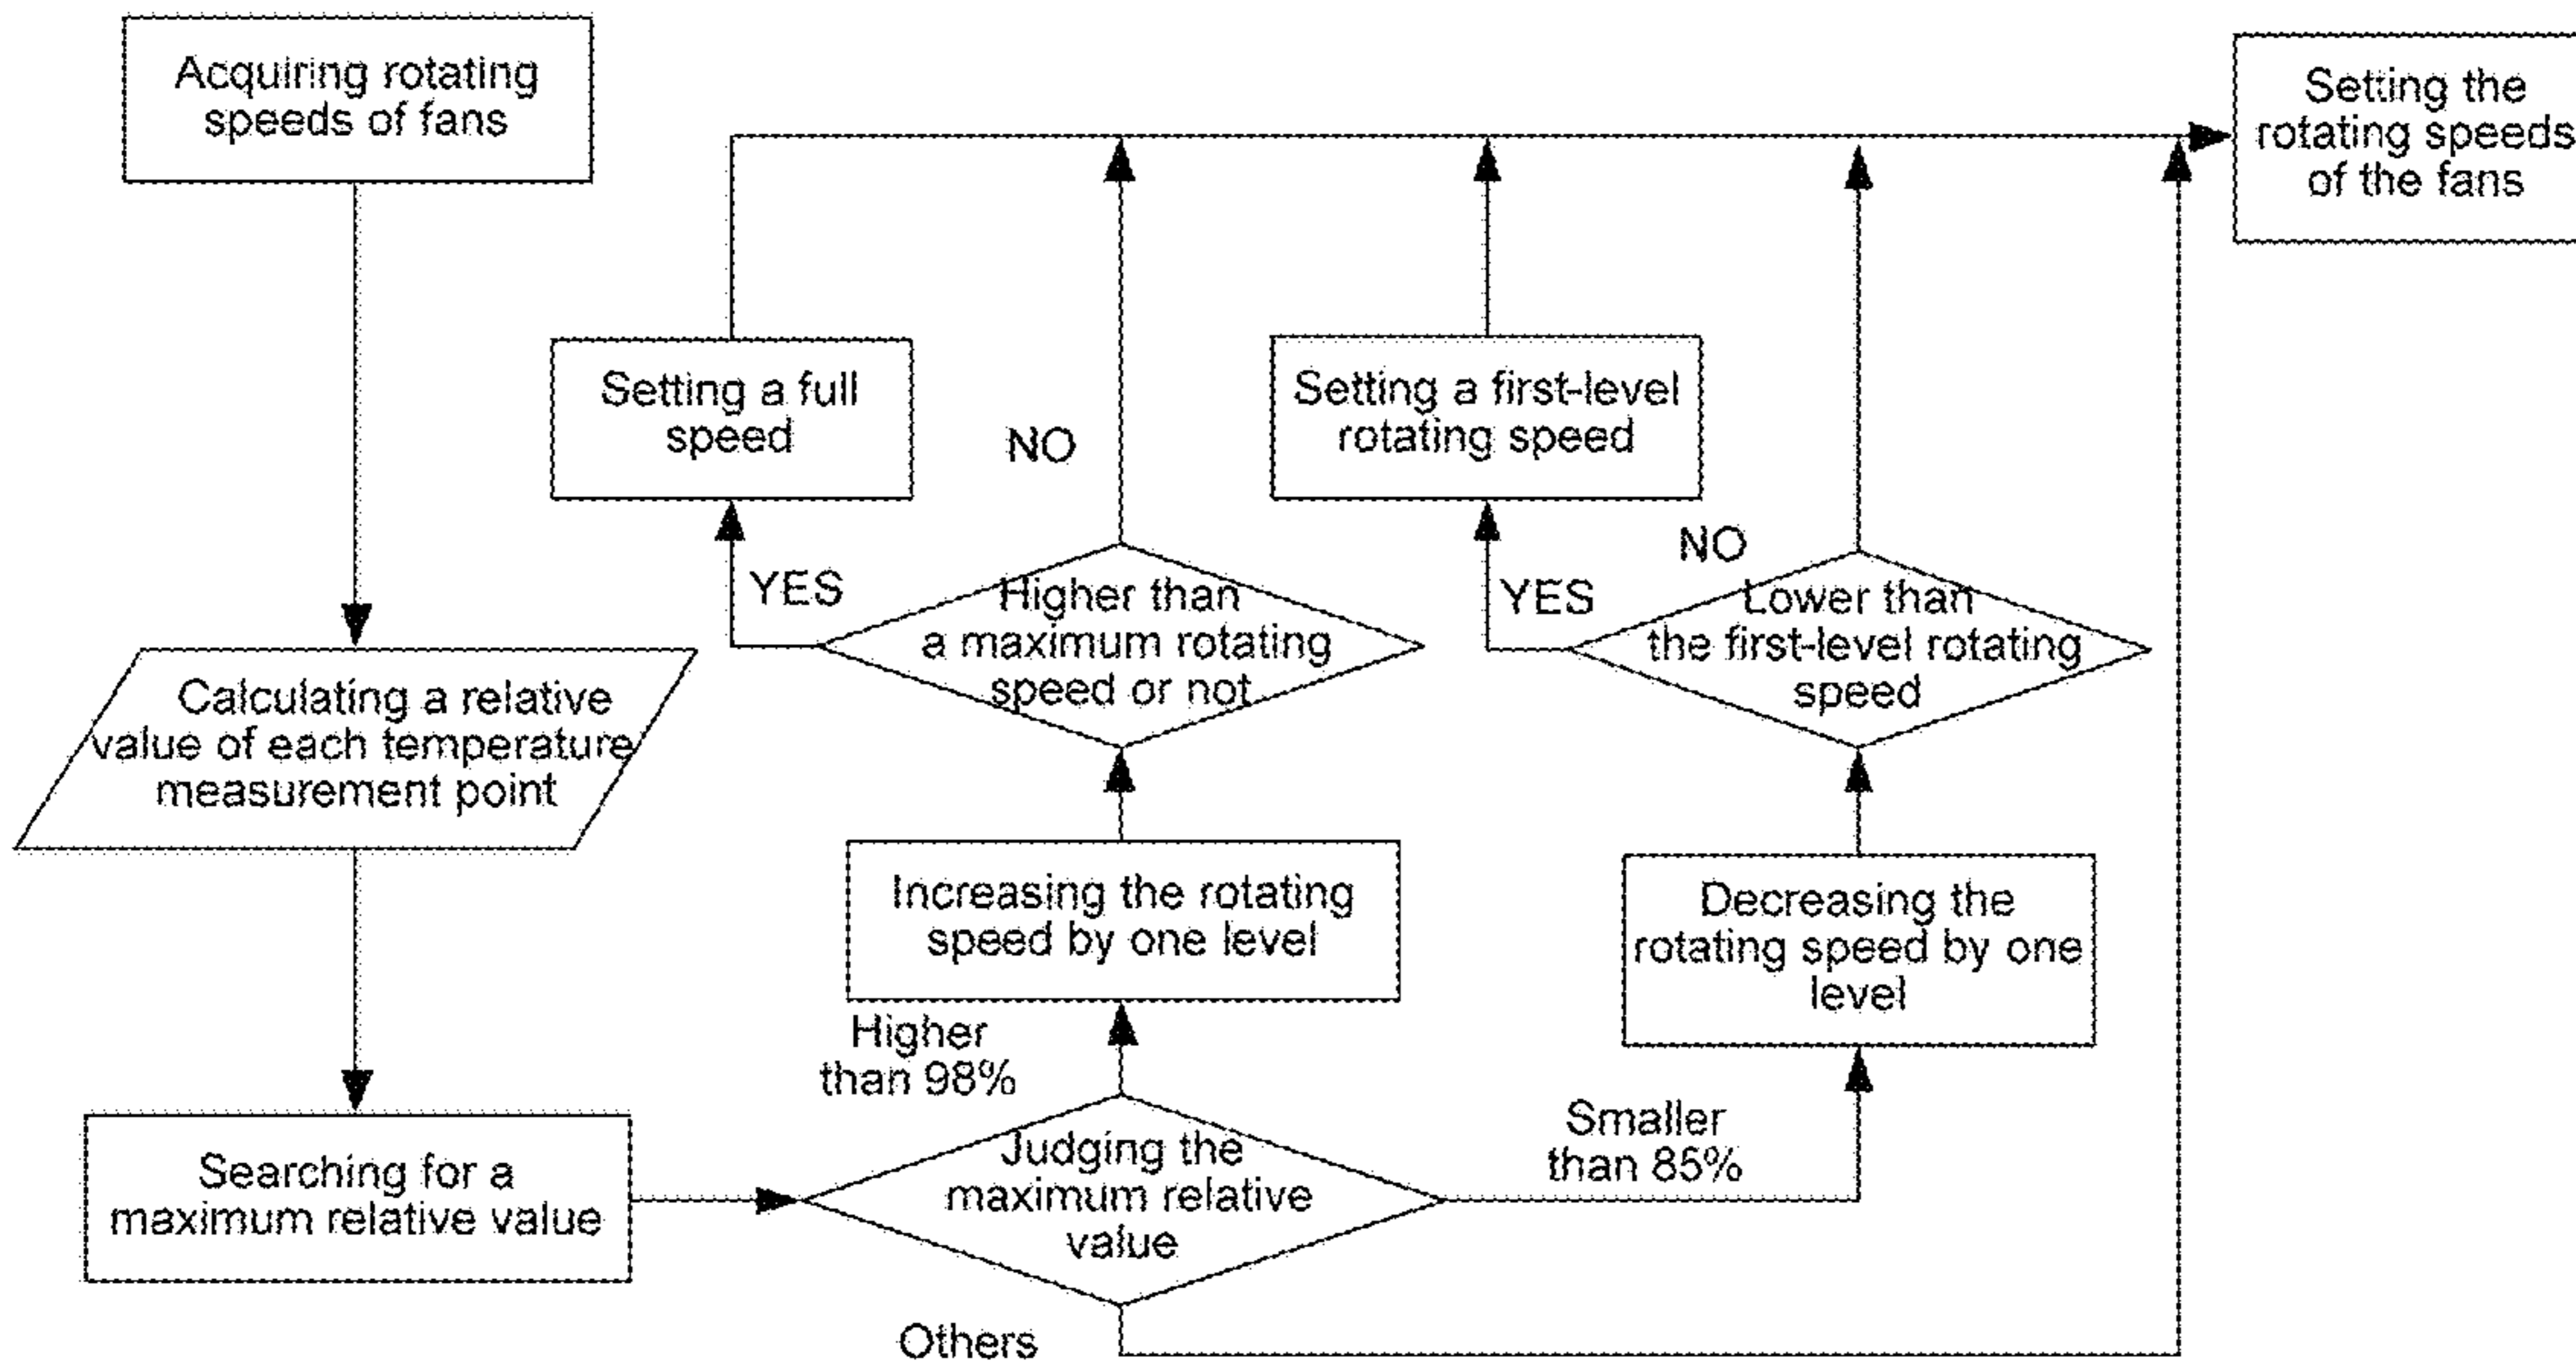 Acquiring rotating
speeds of fans
Setting the
rotating speeds
of the fans
Setting a full
speed
NO
Setting a first-level
rotating speed
NO
YES
Higher than
a maximum rotating
speed or not
YES
Lower than
the first-level rotating
speed
Calculating a relative
value of each temperature
measurement point
Increasing the rotating
speed by one level
Decreasing the
rotating speed by one
level
Higher
than 98%
Smaller
than 85%
Searching for a
maximum relative value
Judging the
maximum relative
value
Others